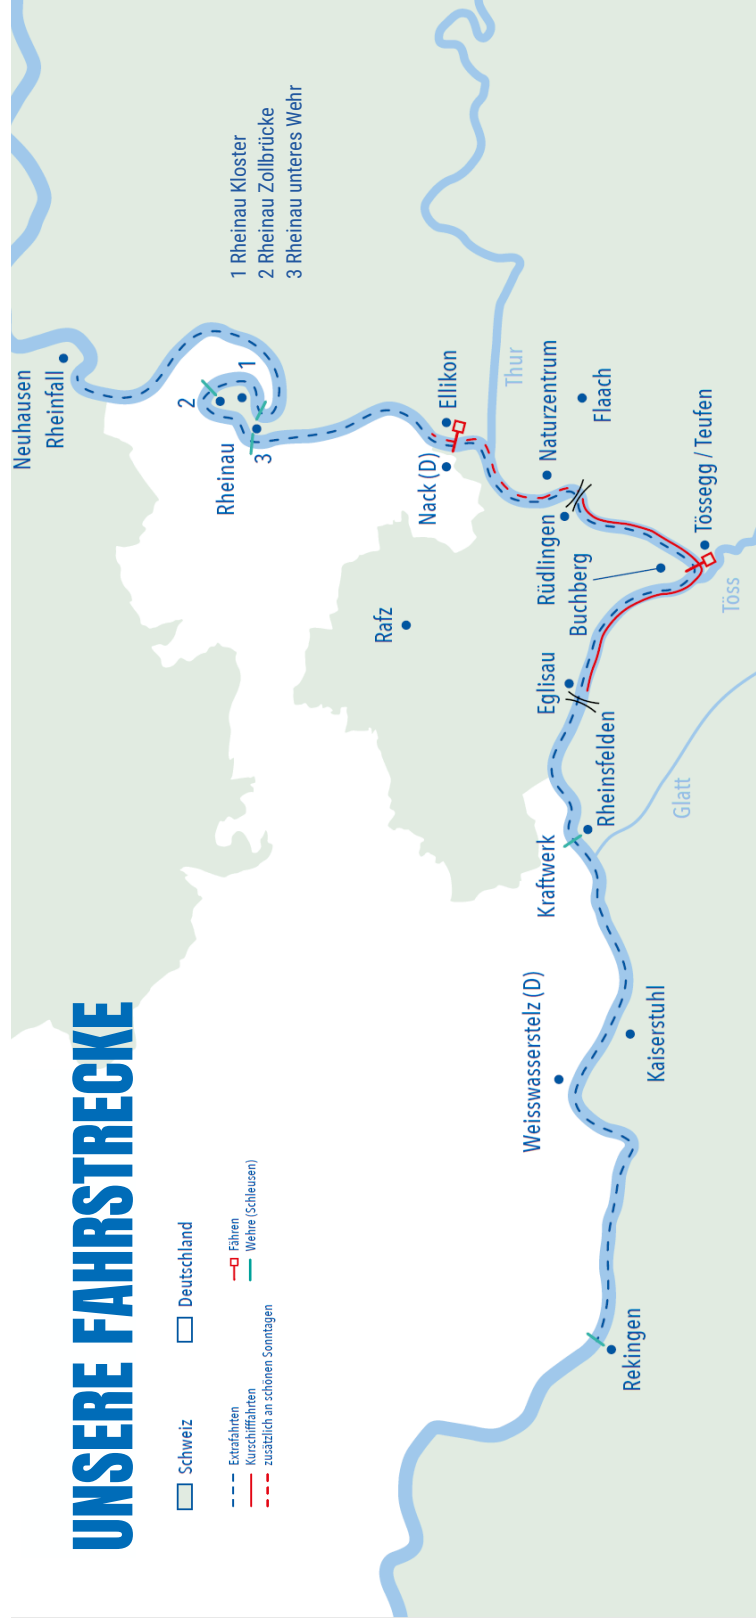 UNSERE FAHRSTRECKE
Schweiz
Deutschland
Extrafahrten
Kursschifffahrten
zusätzlich an schönen Sonntagen
Fähren
Wehre (Schleusen)
Neuhausen
Rheinfall
1 Rheinau Kloster
2 Rheinau Zollbrücke
3 Rheinau unteres Wehr
2
1
3
Rheinau
Ellikon
Nack (D)
Thur
Naturzentrum
Flaach
Rüdlingen
Buchberg
Tössegg / Teufen
Töss
Rafz
Eglisau
Rheinsfelden
Glatt
Kraftwerk
Weisswasserstelz (D)
Kaiserstuhl
Rekingen